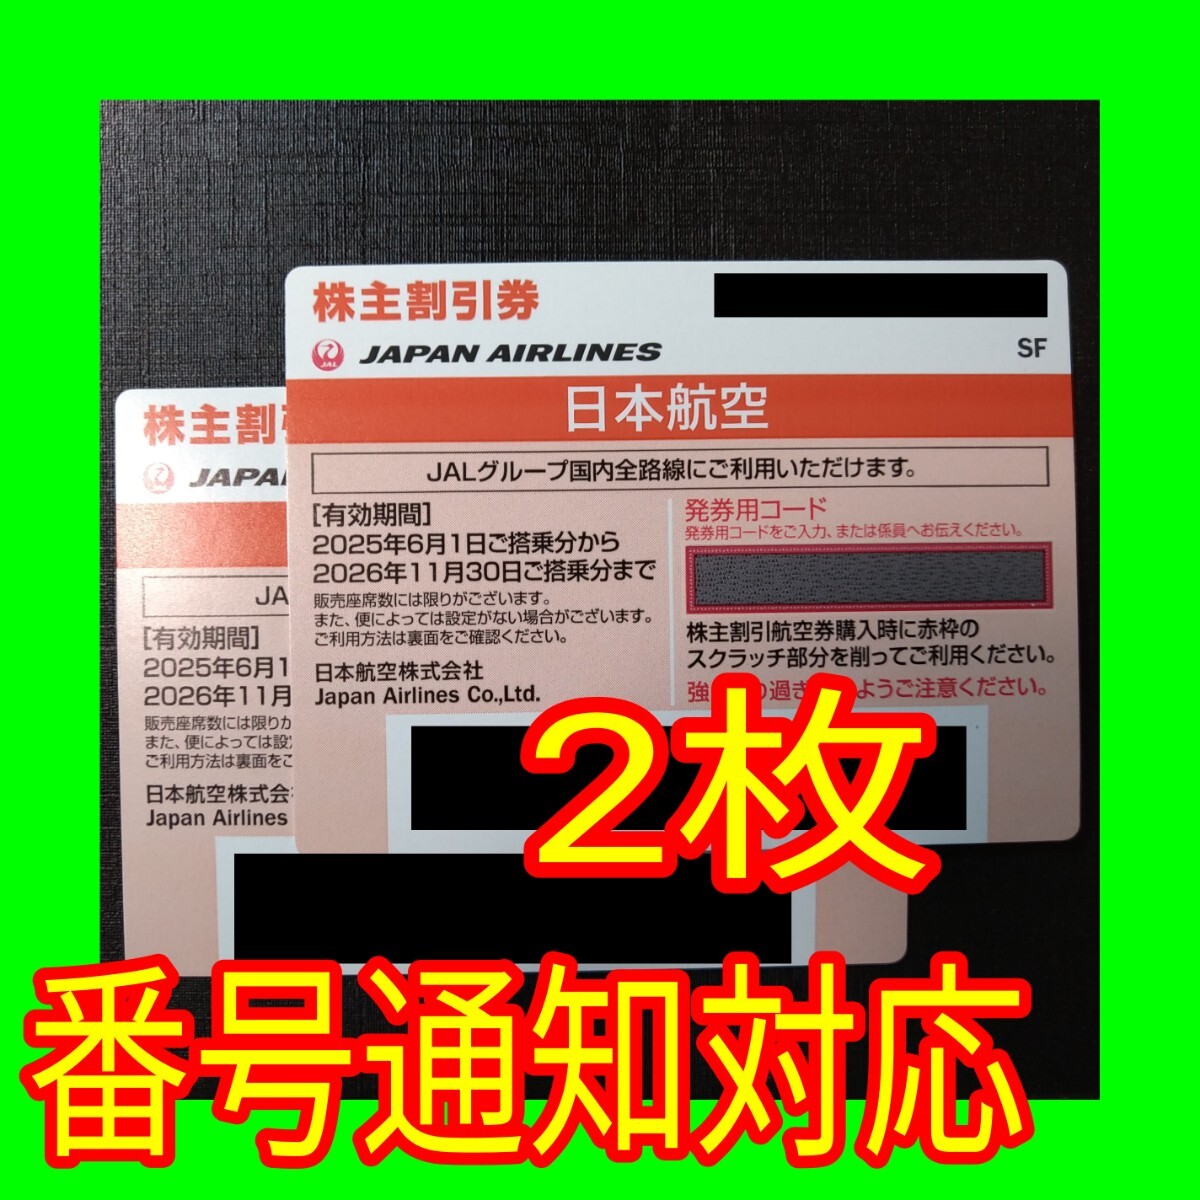 株主割引券
JAL JAPAN AIRLINES
SF
日本航空
JALグループ国内全路線にご利用いただけます。
[有効期間]
2025年6月1日ご搭乗分から
2026年11月30日ご搭乗分まで
販売座席数には限りがございます。
また、便によっては設定がない場合がございます。
ご利用方法は裏面をご確認ください。
日本航空株式会社
Japan Airlines Co.,Ltd.
発券用コード
発券用コードをご入力、または係員へお伝えください。
株主割引航空券購入時に赤枠の
スクラッチ部分を削ってご利用ください。
強 り過ぎ ようご注意ください。
株主割引
JAL JAPA
JA
[有効期間]
2025年6月1
2026年11月
販売座席数には限りが
また、便によっては設
ご利用方法は裏面をご
日本航空株式会
Japan Airlines
2枚
番号通知対応